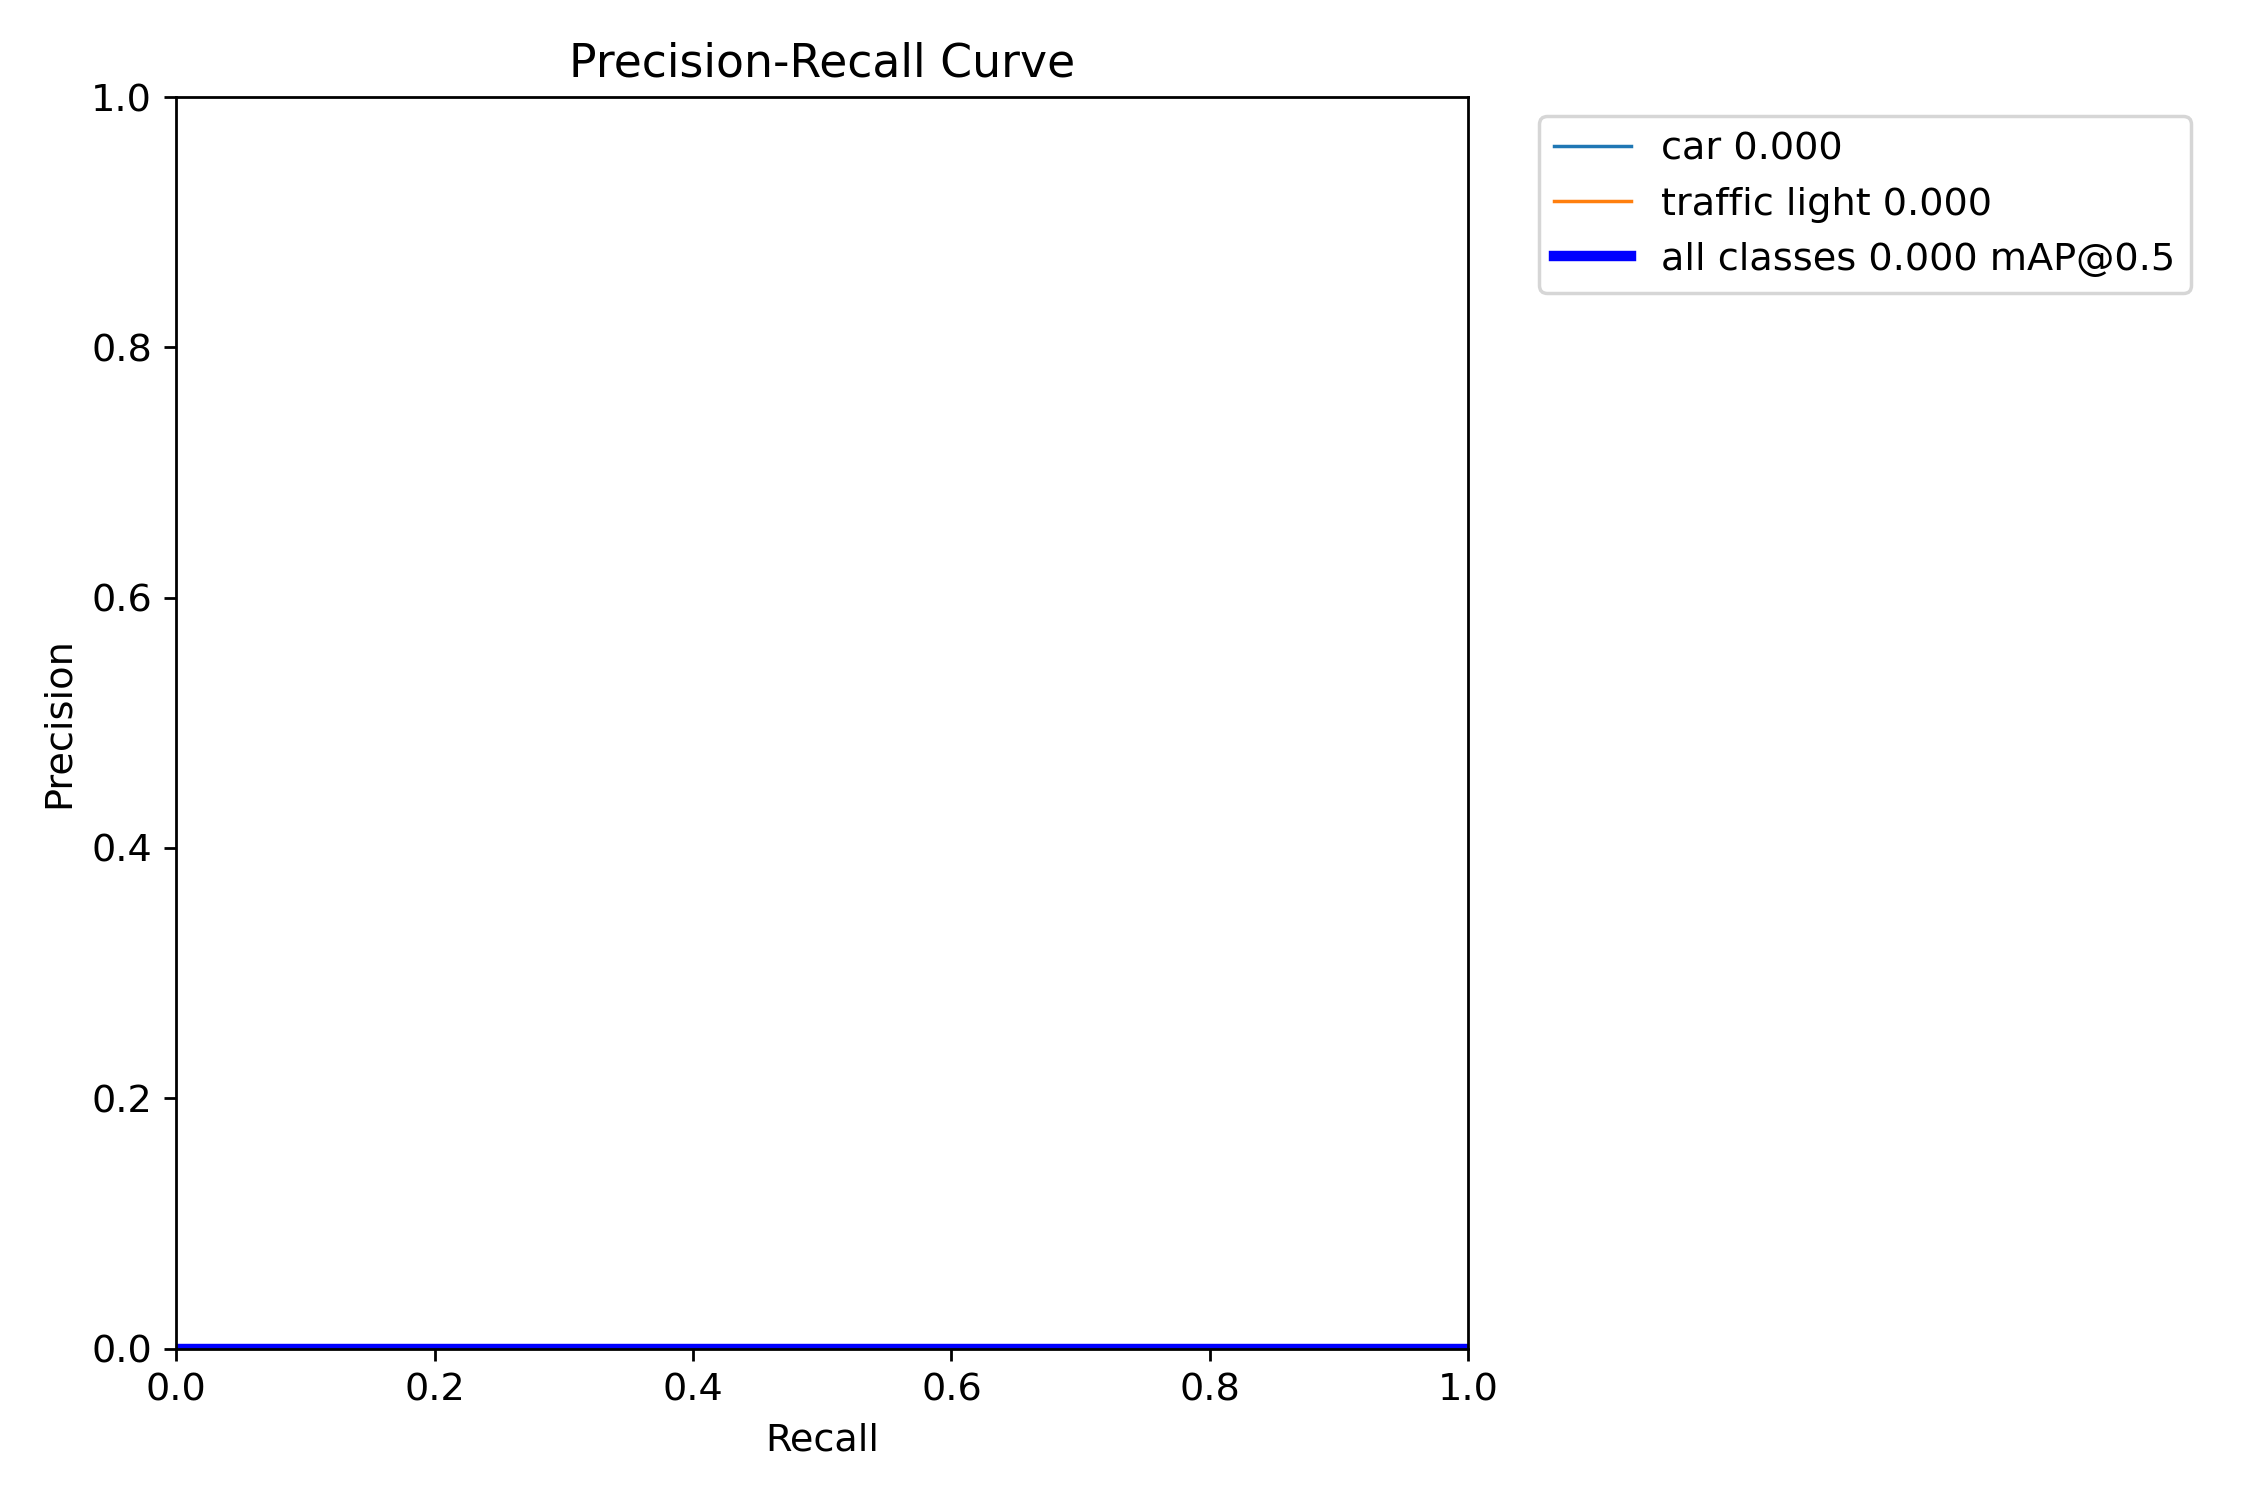 Precision-Recall Curve
1.0
0.8
0.6
0.4
0.2
0.0
Precision
0.0 0.2 0.4 0.6 0.8 1.0
Recall
car 0.000
traffic light 0.000
all classes 0.000 mAP@0.5